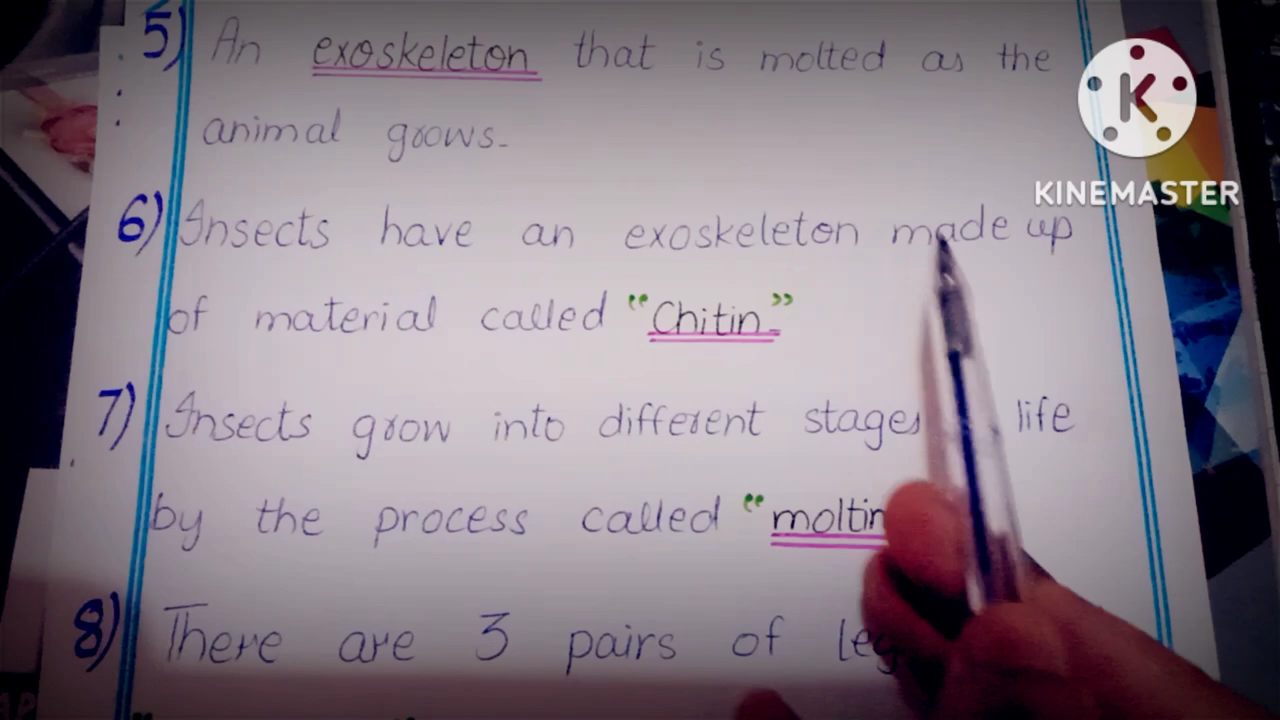 5) An exoskeleton that is molted as the
animal grows.
6) Insects have an exoskeleton made up
of material called "Chitin"
7) Insects grow into different stages life
by the process called "moltin
8) There are 3 pairs of leg
KINEMASTER